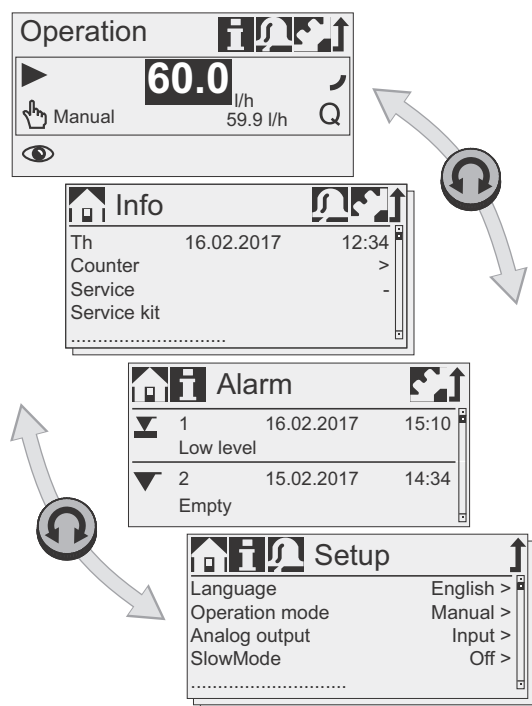 Operation
60.0
l/h
Manual 59.9 l/h Q
Info
Th 16.02.2017 12:34
Counter >
Service -
Service kit
............................
Alarm
1 16.02.2017 15:10
Low level
2 15.02.2017 14:34
Empty
Setup
Language English >
Operation mode Manual >
Analog output Input >
SlowMode Off >
............................